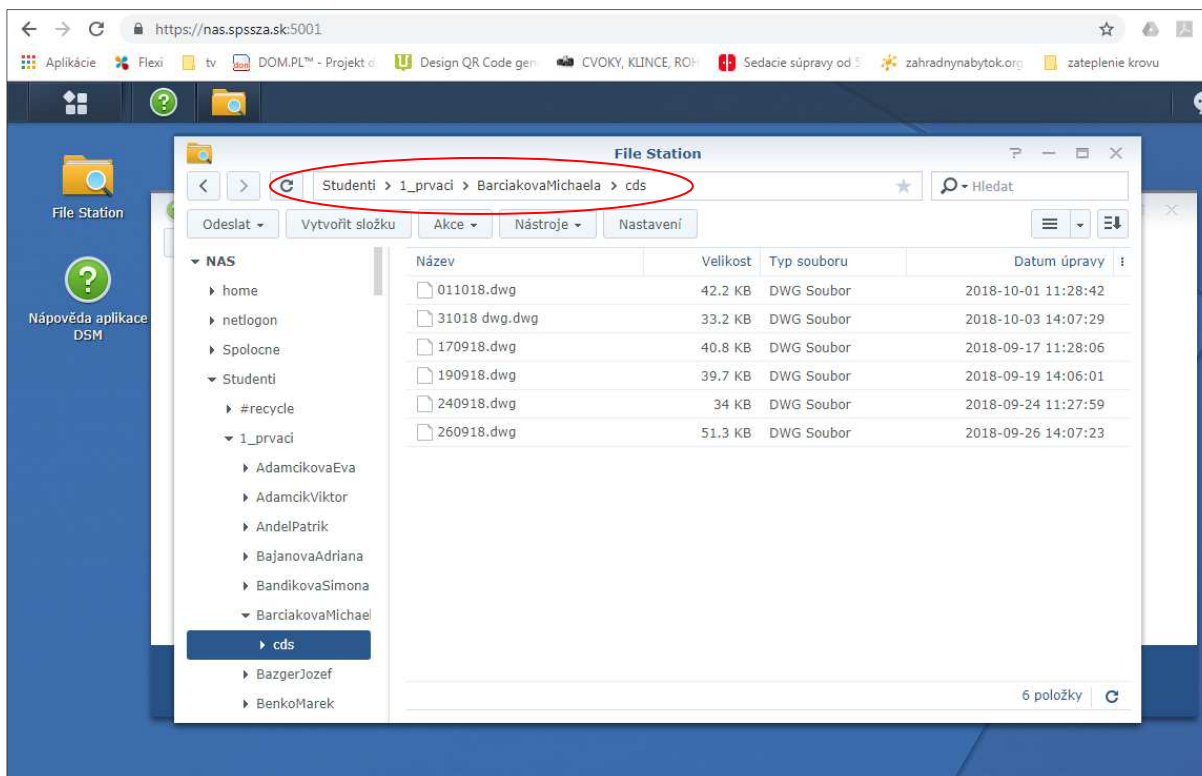 https://nas.spssza.sk:5001
Aplikácie Flexi tv DOM.PL™ - Projekt d Design QR Code gen CVOKY, KLINCE, ROH Sedacie súpravy od 5 zahradnynabytok.org zateplenie krovu
File Station
Studenti > 1_prvaci > BarciakovaMichaela > cds Hledat
File Station
Odeslat Vytvořit složku Akce Nástroje Nastavení
NAS Název Velikost Typ souboru Datum úpravy
home 011018.dwg 42.2 KB DWG Soubor 2018-10-01 11:28:42
Nápověda aplikace DSM
netlogon 31018 dwg.dwg 33.2 KB DWG Soubor 2018-10-03 14:07:29
Spolocne 170918.dwg 40.8 KB DWG Soubor 2018-09-17 11:28:06
Studenti 190918.dwg 39.7 KB DWG Soubor 2018-09-19 14:06:01
#recycle 240918.dwg 34 KB DWG Soubor 2018-09-24 11:27:59
1_prvaci 260918.dwg 51.3 KB DWG Soubor 2018-09-26 14:07:23
AdamcikovaEva
AdamcikViktor
AndelPatrik
BajanovaAdriana
BandikovaSimona
BarciakovaMichael
cds
BazgerJozef
BenkoMarek 6 položky